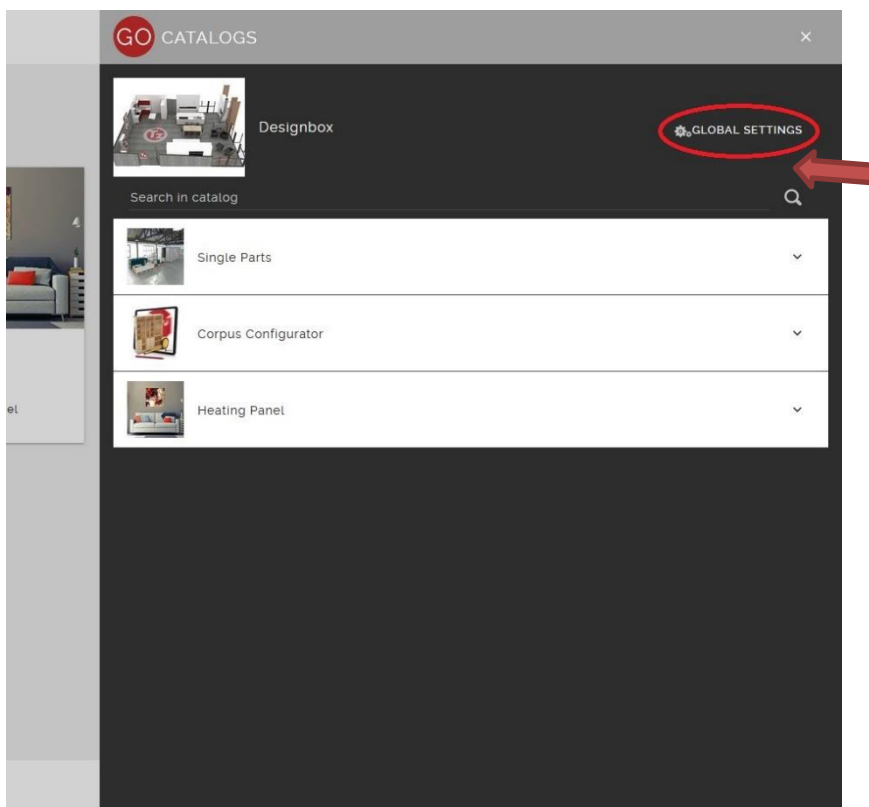 GO CATALOGS
Designbox
GLOBAL SETTINGS
Search in catalog
Single Parts
Corpus Configurator
el
Heating Panel